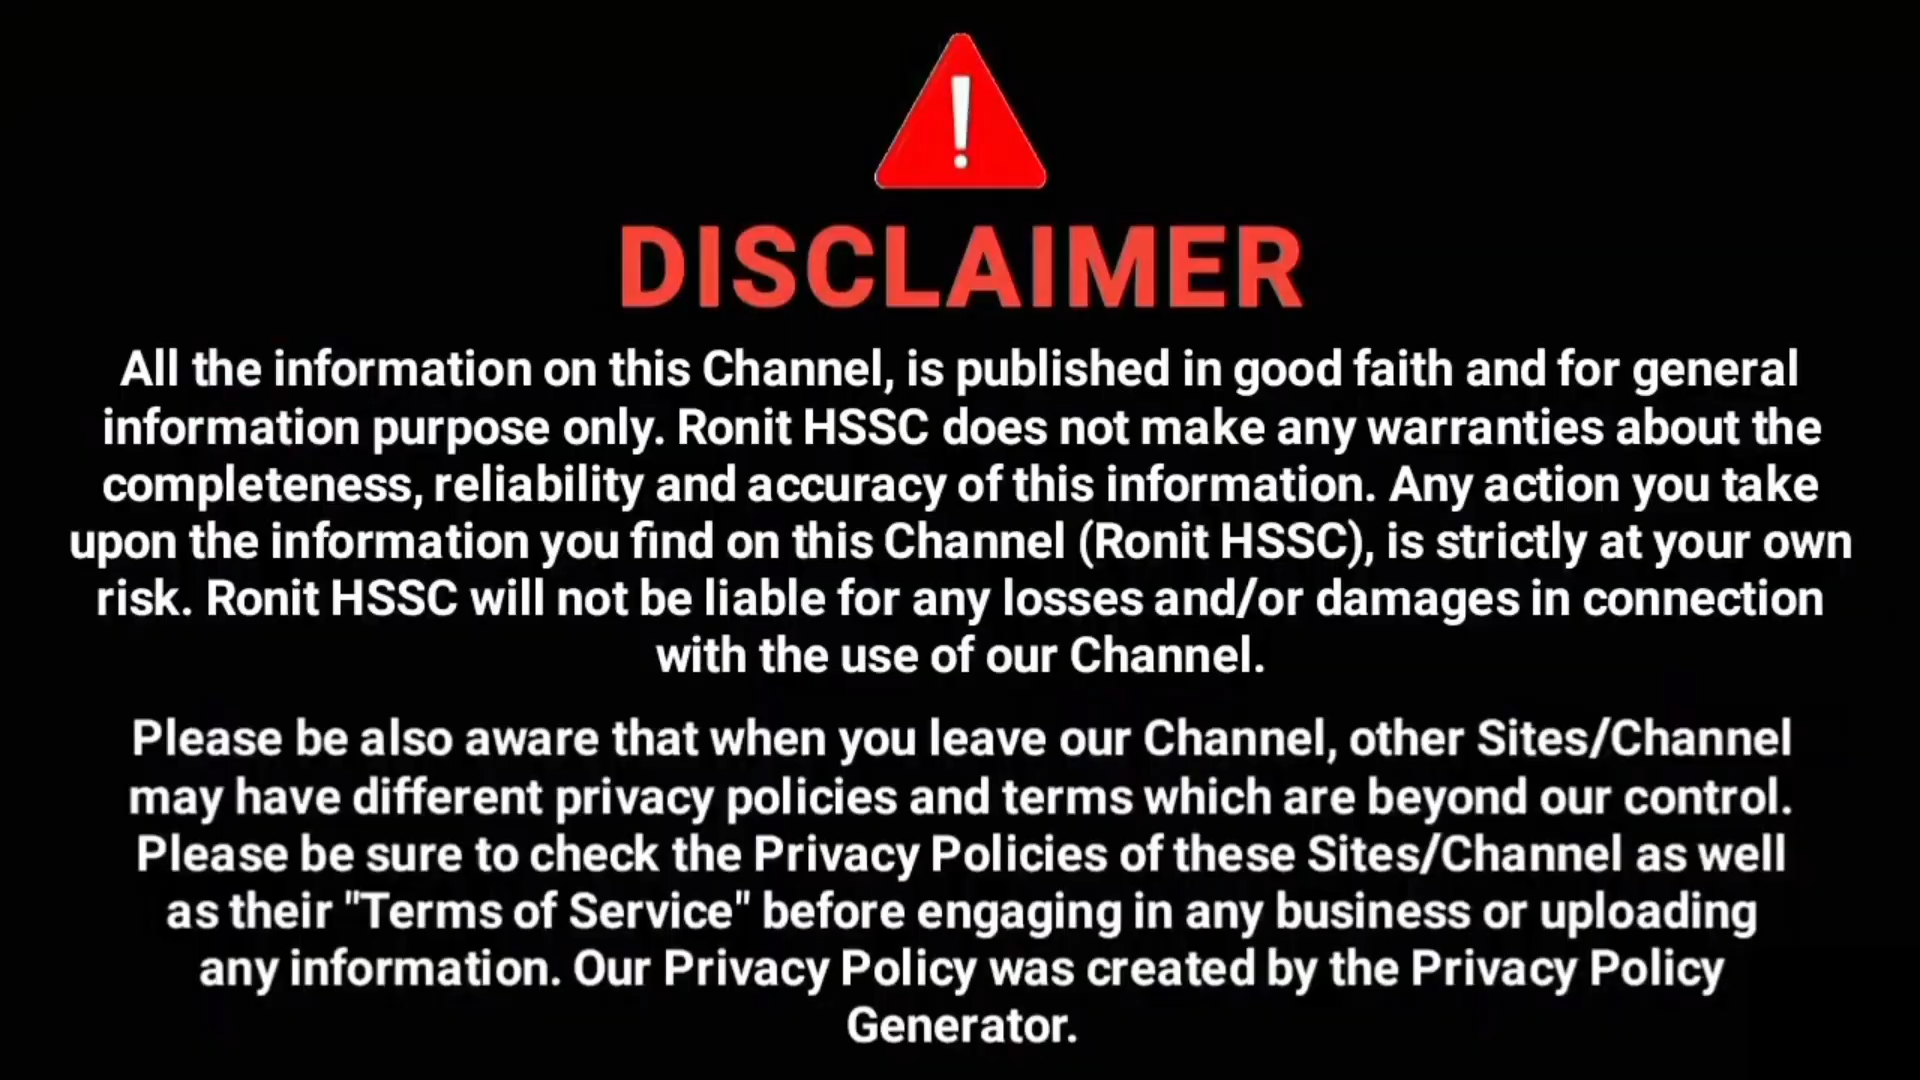 DISCLAIMER
All the information on this Channel, is published in good faith and for general
information purpose only. Ronit HSSC does not make any warranties about the
completeness, reliability and accuracy of this information. Any action you take
upon the information you find on this Channel (Ronit HSSC), is strictly at your own
risk. Ronit HSSC will not be liable for any losses and/or damages in connection
with the use of our Channel.
Please be also aware that when you leave our Channel, other Sites/Channel
may have different privacy policies and terms which are beyond our control.
Please be sure to check the Privacy Policies of these Sites/Channel as well
as their "Terms of Service" before engaging in any business or uploading
any information. Our Privacy Policy was created by the Privacy Policy
Generator.